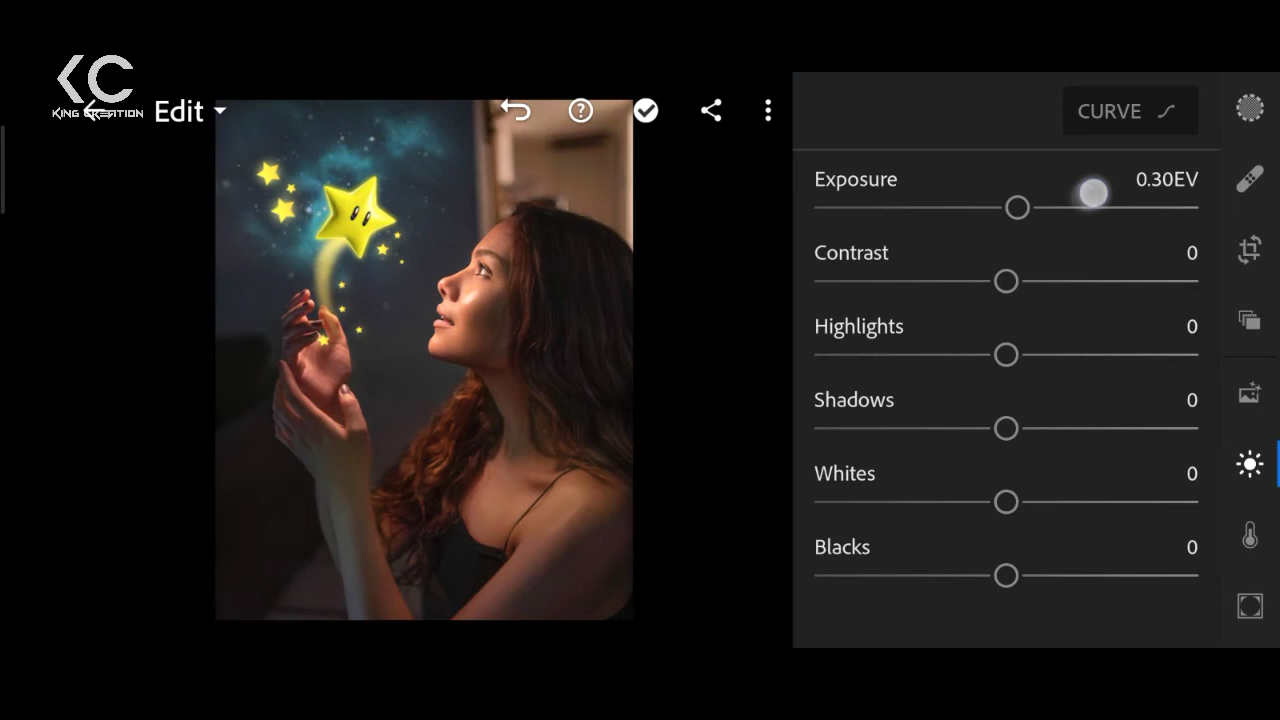 KC
KING CREATION
Edit
CURVE
Exposure 0.30EV
Contrast 0
Highlights 0
Shadows 0
Whites 0
Blacks 0